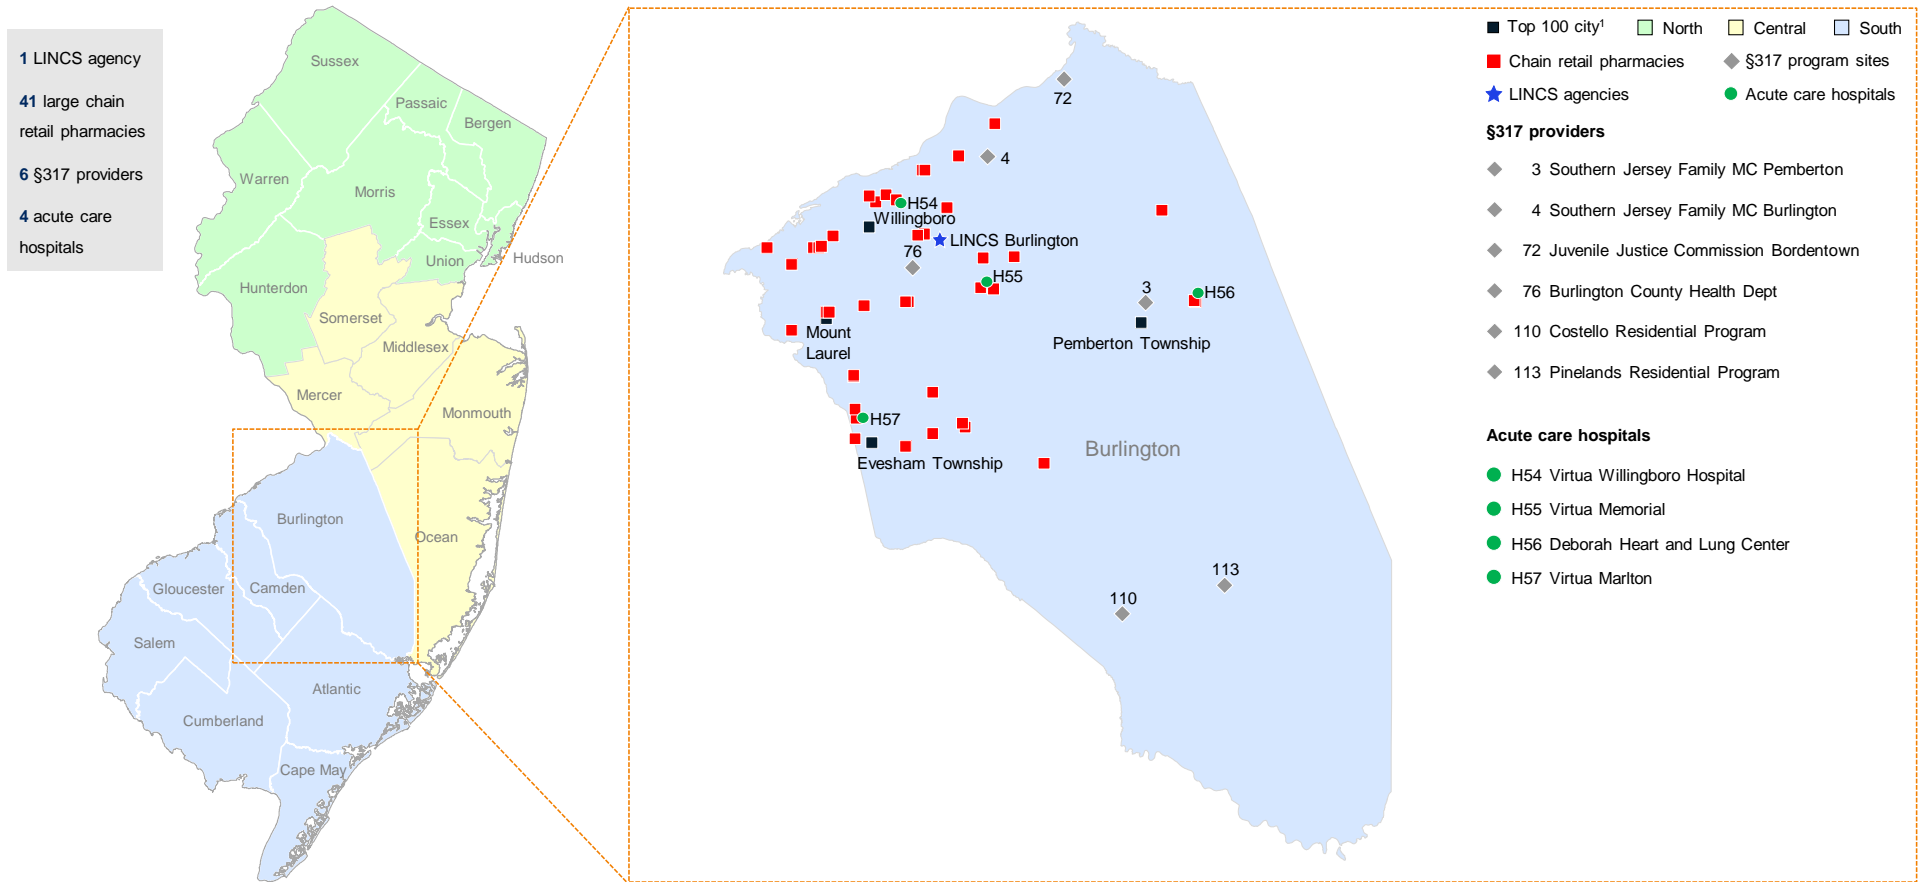 1 LINCS agency
41 large chain
retail pharmacies
6 §317 providers
4 acute care
hospitals
Sussex
Passaic
Bergen
Warren
Morris
Essex
Hudson
Union
Hunterdon
Somerset
Middlesex
Mercer
Monmouth
Burlington
Ocean
Gloucester
Camden
Salem
Atlantic
Cumberland
Cape May
72
4
H54
Willingboro
LINCS Burlington
76
H55
3
H56
Mount
Laurel
Pemberton Township
H57
Evesham Township
Burlington
113
110
Top 100 city¹
North
Central
South
Chain retail pharmacies
§317 program sites
LINCS agencies
Acute care hospitals
§317 providers
3 Southern Jersey Family MC Pemberton
4 Southern Jersey Family MC Burlington
72 Juvenile Justice Commission Bordentown
76 Burlington County Health Dept
110 Costello Residential Program
113 Pinelands Residential Program
Acute care hospitals
H54 Virtua Willingboro Hospital
H55 Virtua Memorial
H56 Deborah Heart and Lung Center
H57 Virtua Marlton